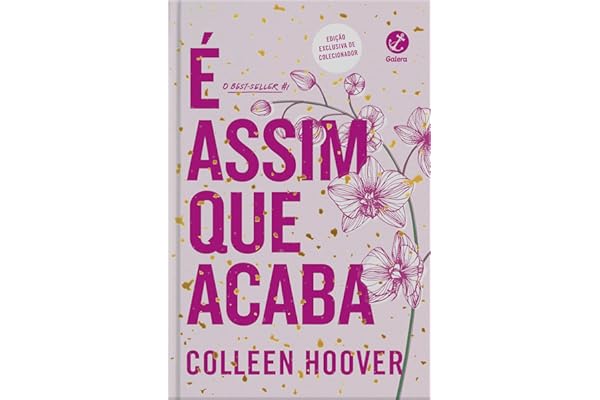 EDIÇÃO
EXCLUSIVA DE
COLECIONADOR
Galera
É
O BEST-SELLER #1
ASSIM
QUE
ACABA
COLLEEN HOOVER